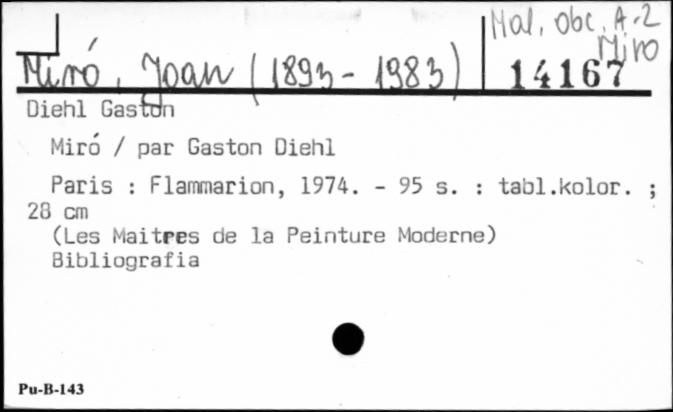 Mal. obc. A-2
Miro
Miró, Joan (1893-1983)
14167
Diehl Gaston
Miró / par Gaston Diehl
Paris : Flammarion, 1974. - 95 s. : tabl.kolor. ;
28 cm
(Les Maitres de la Peinture Moderne)
Bibliografia
Pu-B-143